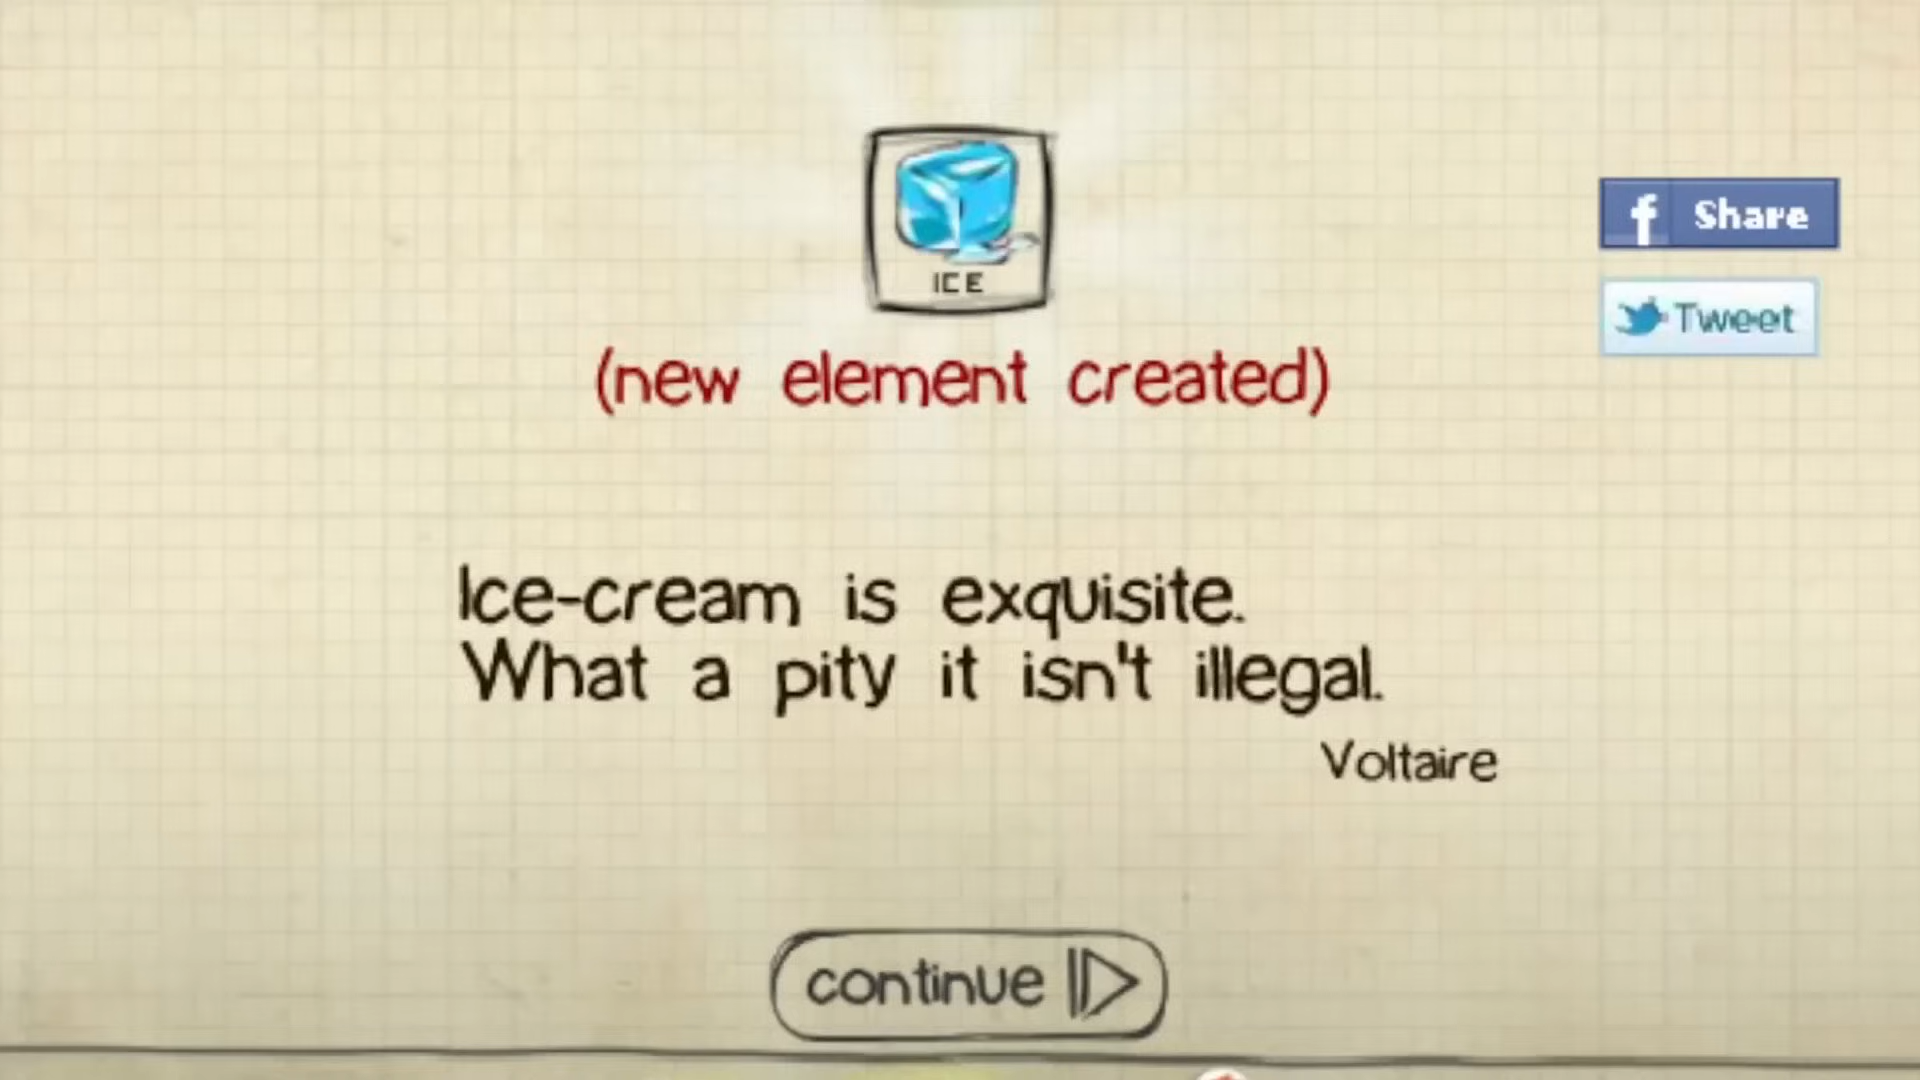 ICE
f Share
Tweet
(new element created)
Ice-cream is exquisite.
What a pity it isn't illegal.
Voltaire
continue